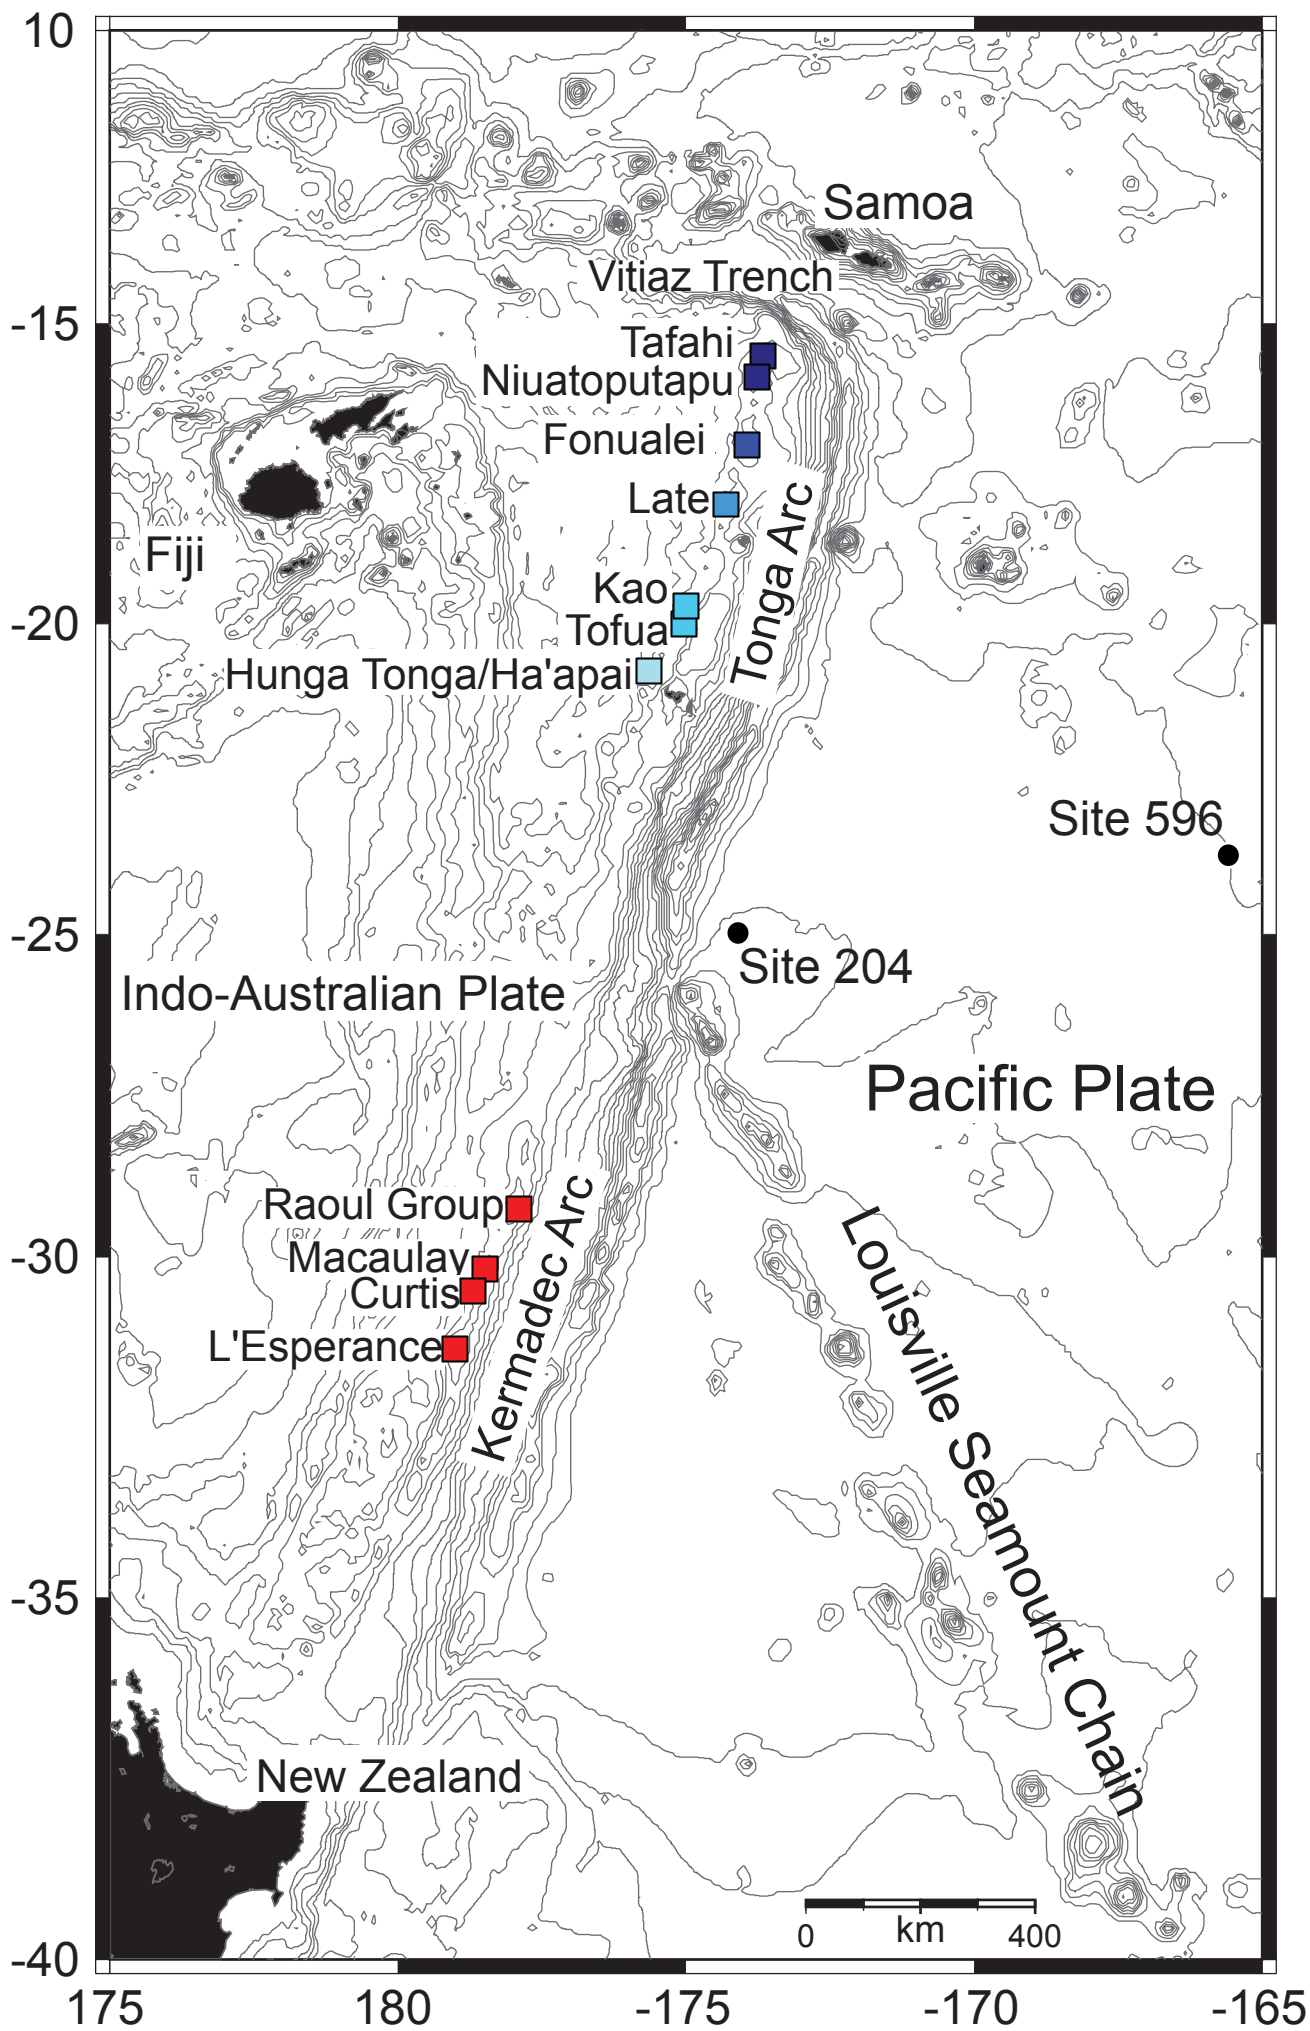 10
Samoa
Vitiaz Trench
-15
Tafahi
Niuatoputapu
Fonualei
Late
Tonga Arc
Fiji
Kao
-20
Tofua
Hunga Tonga/Ha'apai
Site 596
-25
Site 204
Indo-Australian Plate
Pacific Plate
Raoul Group
Macaulay
-30
Curtis
L'Esperance
Kermadec Arc
Louisville Seamount Chain
-35
New Zealand
0 km 400
-40
175 180 -175 -170 -165